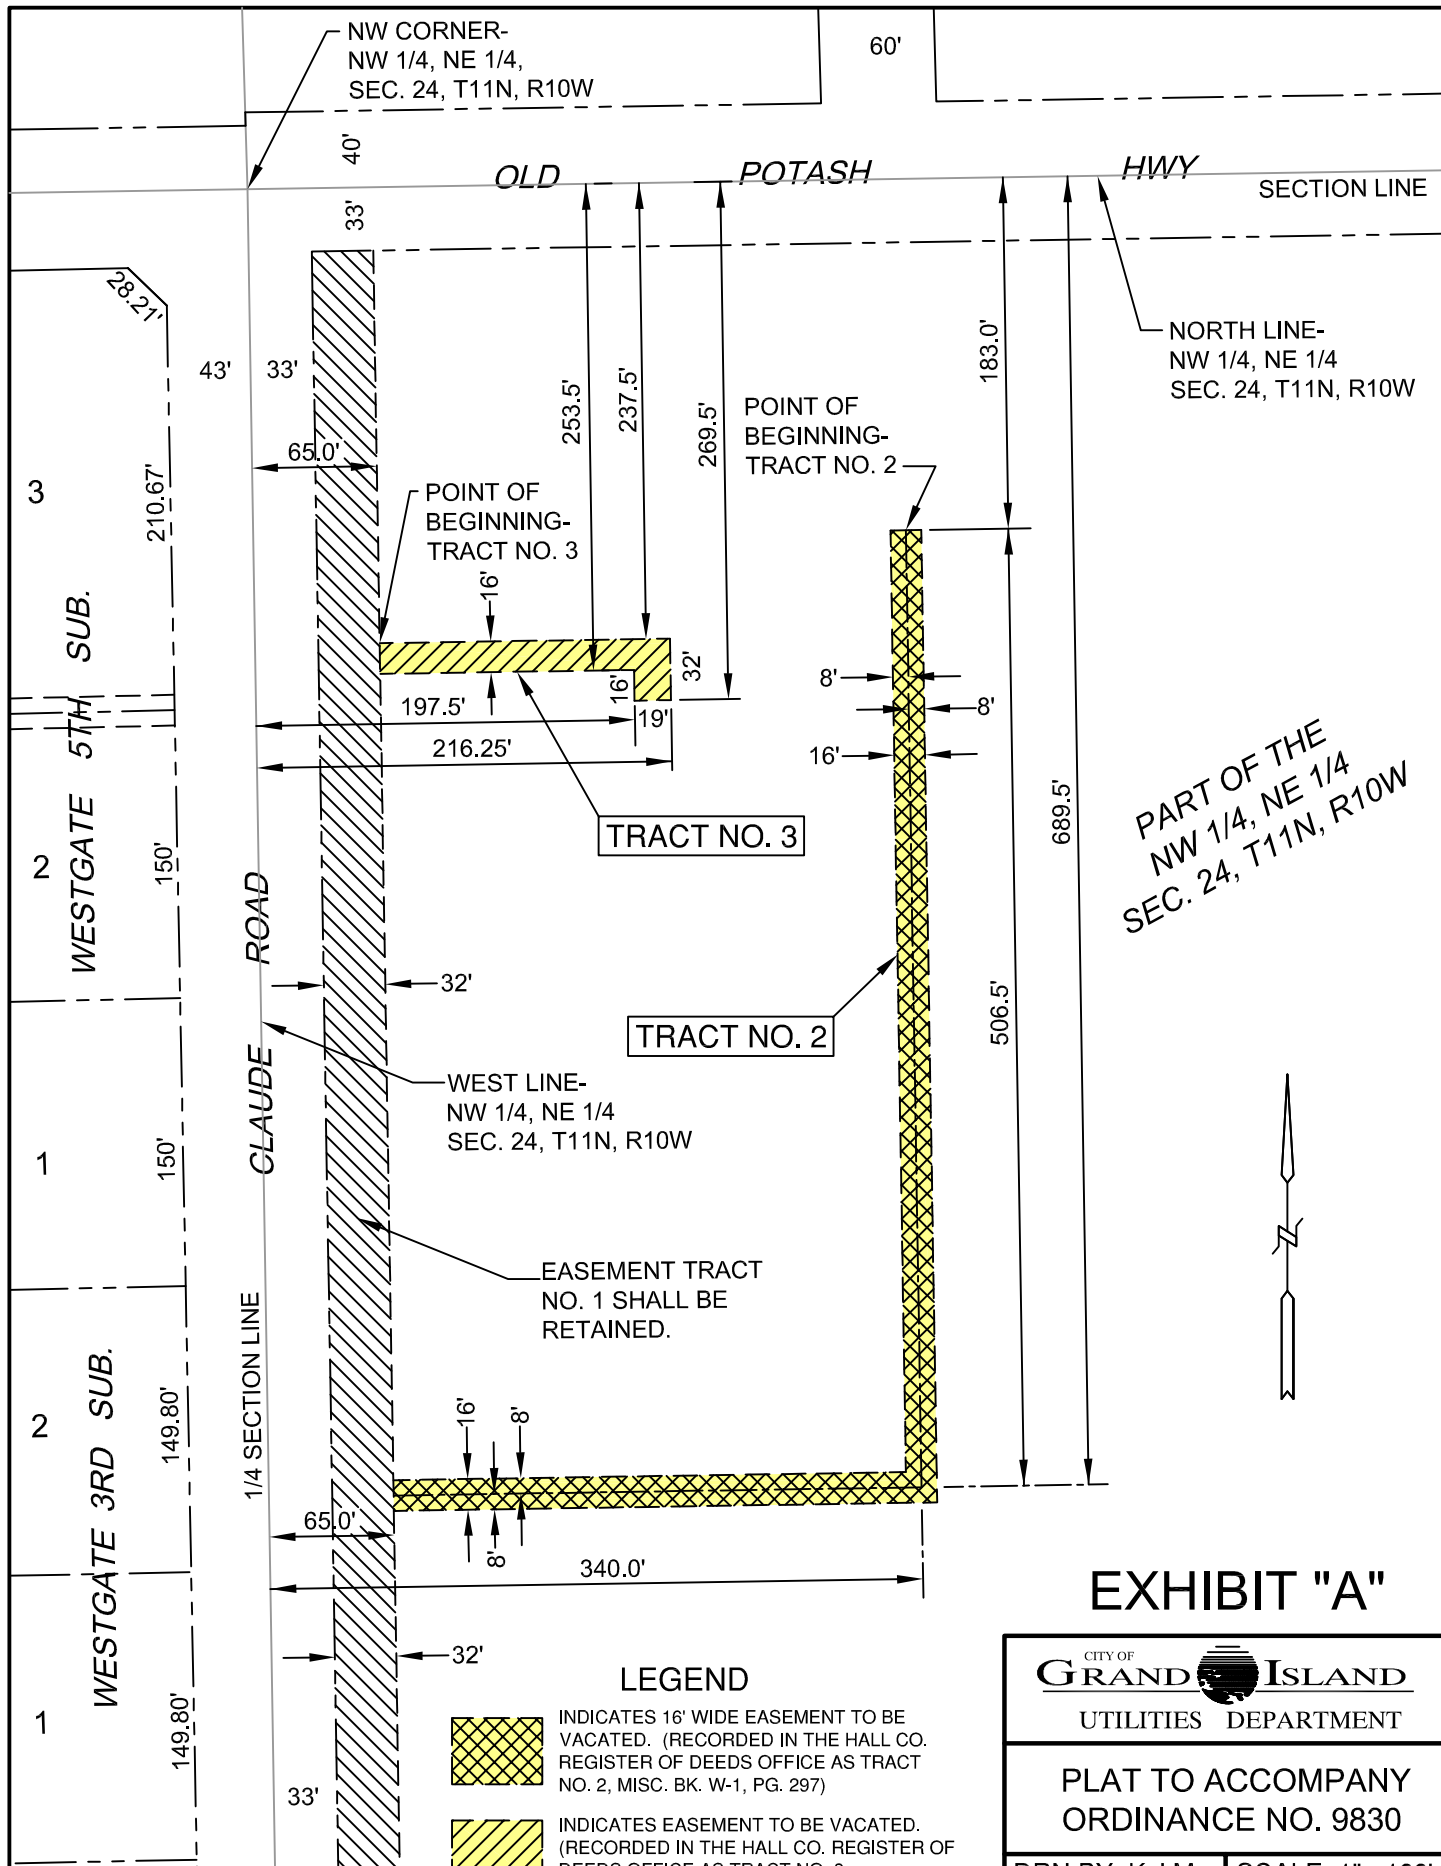 NW CORNER-
NW 1/4, NE 1/4,
SEC. 24, T11N, R10W
60'
40'
OLD POTASH HWY
SECTION LINE
33'
28.21'
43'
33'
NORTH LINE-
NW 1/4, NE 1/4
SEC. 24, T11N, R10W
183.0'
253.5'
237.5'
269.5'
POINT OF
BEGINNING-
TRACT NO. 2
65.0'
3
210.67'
POINT OF
BEGINNING-
TRACT NO. 3
16'
32'
16'
8'
8'
197.5'
19'
216.25'
16'
WESTGATE 5TH SUB.
PART OF THE
NW 1/4, NE 1/4
SEC. 24, T11N, R10W
689.5'
TRACT NO. 3
2
150'
CLAUDE ROAD
32'
506.5'
TRACT NO. 2
WEST LINE-
NW 1/4, NE 1/4
SEC. 24, T11N, R10W
1
150'
EASEMENT TRACT
NO. 1 SHALL BE
RETAINED.
1/4 SECTION LINE
2
149.80'
WESTGATE 3RD SUB.
16'
8'
65.0'
8'
340.0'
EXHIBIT "A"
32'
1
149.80'
33'
LEGEND
INDICATES 16' WIDE EASEMENT TO BE
VACATED. (RECORDED IN THE HALL CO.
REGISTER OF DEEDS OFFICE AS TRACT
NO. 2, MISC. BK. W-1, PG. 297)
INDICATES EASEMENT TO BE VACATED.
(RECORDED IN THE HALL CO. REGISTER OF
CITY OF
GRAND ISLAND
UTILITIES DEPARTMENT
PLAT TO ACCOMPANY
ORDINANCE NO. 9830